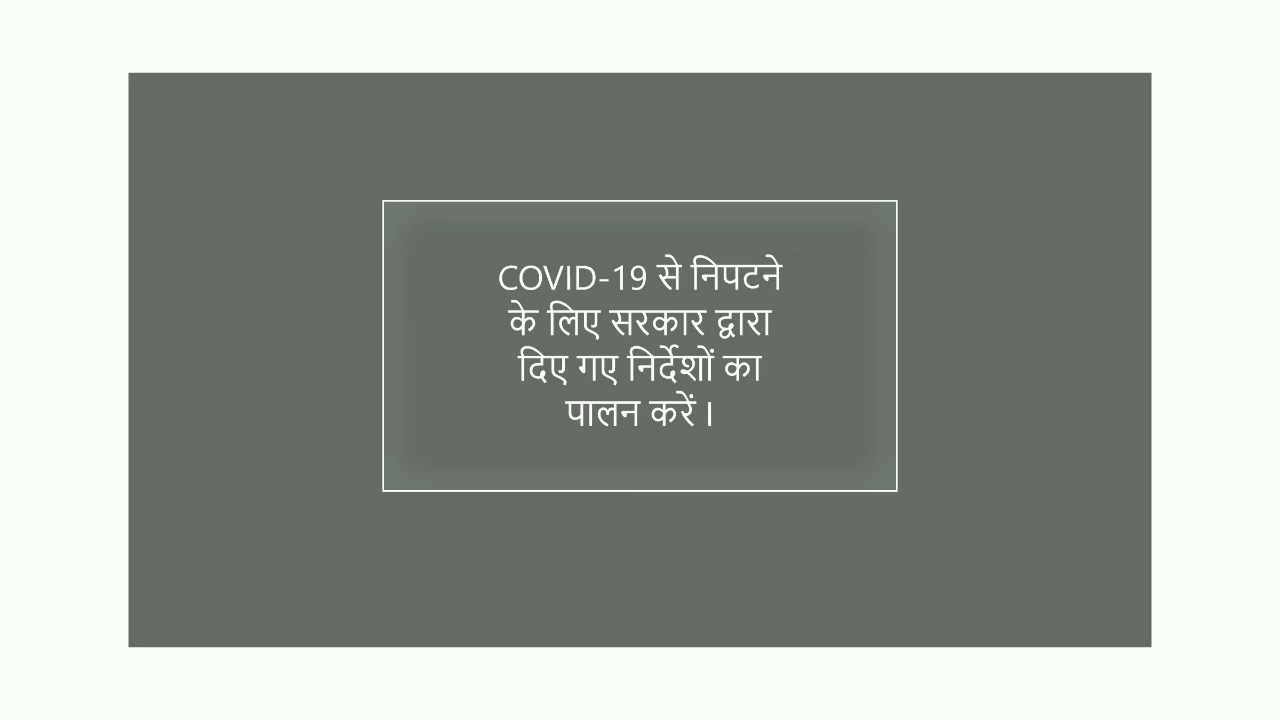 COVID-19 से निपटने
के लिए सरकार द्वारा
दिए गए निर्देशों का
पालन करें ।